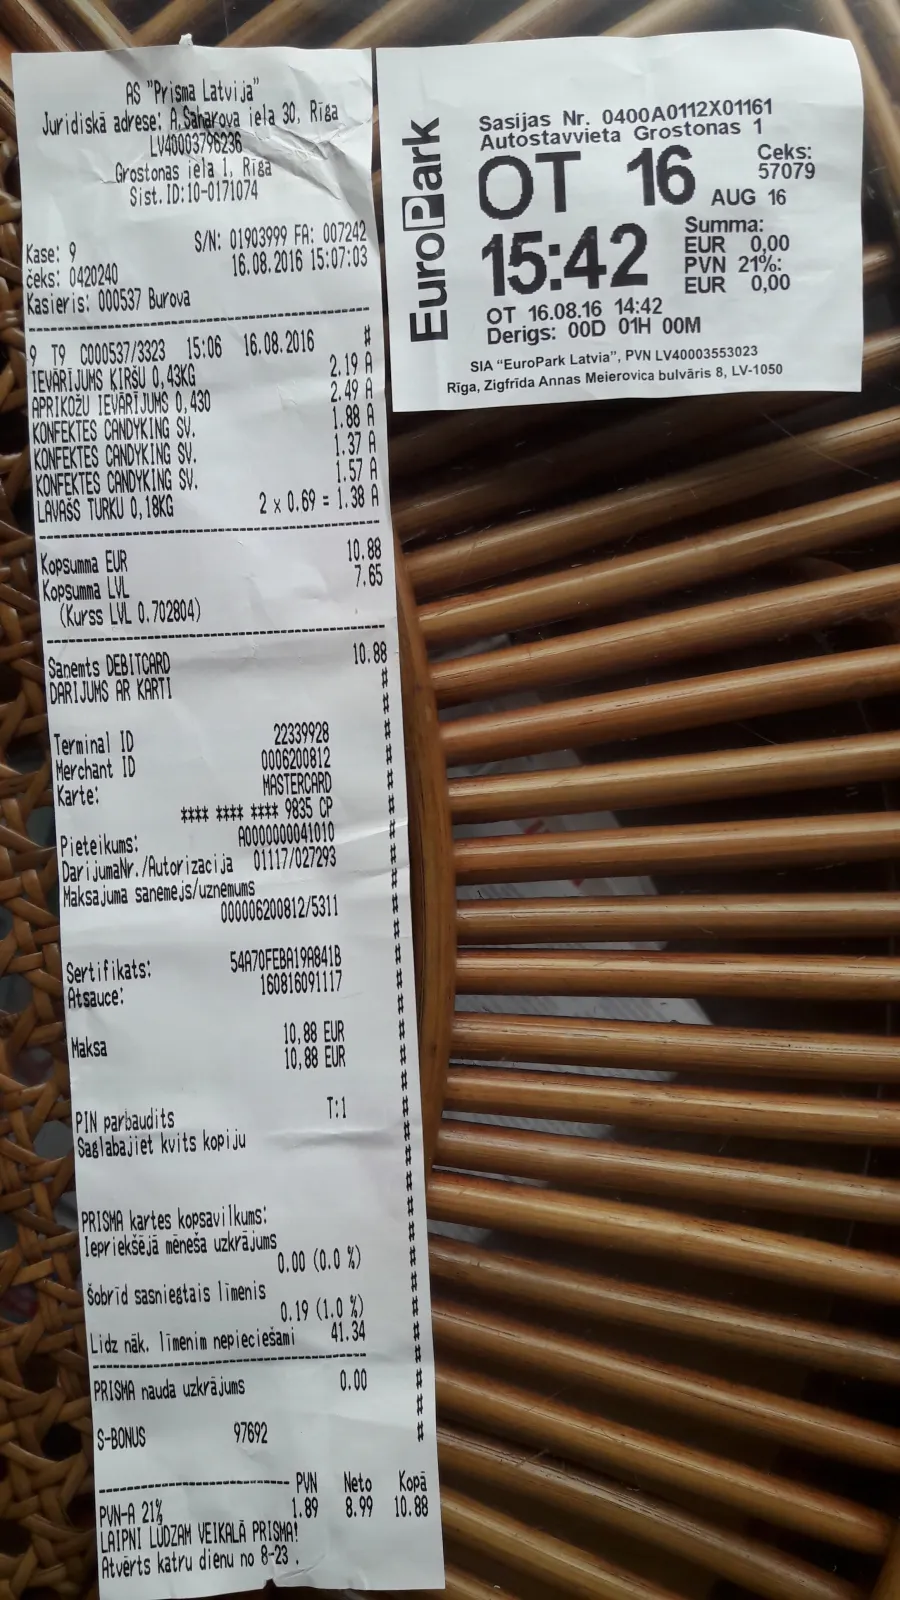 AS "Prisma Latvija"
Juridiskā adrese: A.Saharova iela 30, Rīga
LV40003796236
Grostonas iela 1, Rīga
Sist.ID:10-0171074
Kase: 9 S/N: 01903999 FA: 007242
čeks: 0420240 16.08.2016 15:07:03
Kasieris: 000537 Burova
9 T9 C000537/3323 15:06 16.08.2016 #
IEVĀRĪJUMS ĶIRŠU 0,43KG 2.19 A
APRIKOŽU IEVĀRĪJUMS 0,430 2.49 A
KONFEKTES CANDYKING SV. 1.88 A
KONFEKTES CANDYKING SV. 1.37 A
KONFEKTES CANDYKING SV. 1.57 A
LAVAŠS TURKU 0,18KG 2 x 0.69 = 1.38 A
Kopsumma EUR 10.88
Kopsumma LVL 7.65
(Kurss LVL 0.702804)
Saņemts DEBITCARD 10.88
DARIJUMS AR KARTI
Terminal ID 22339928
Merchant ID 0006200812
Karte: MASTERCARD
**** **** **** 9835 CP
Pieteikums: A0000000041010
DarijumaNr./Autorizacija 01117/027293
Maksajuma sanemejs/uznemums
000006200812/5311
Sertifikats: 54A70FEBA19A841B
Atsauce: 160816091117
Maksa 10,88 EUR
10,88 EUR
PIN parbaudits T:1
Saglabajiet kvits kopiju
PRISMA kartes kopsavilkums:
Iepriekšējā mēneša uzkrājums
0.00 (0.0 %)
Šobrīd sasniegtais līmenis
0.19 (1.0 %)
Līdz nāk. līmenim nepieciešami 41.34
PRISMA nauda uzkrājums 0.00
S-BONUS 97692
PVN Neto Kopā
PVN-A 21% 1.89 8.99 10.88
LAIPNI LŪDZAM VEIKALĀ PRISMA!
Atvērts katru dienu no 8-23 .
EuroPark
Sasijas Nr. 0400A0112X01161
Autostavvieta Grostonas 1
OT 16 AUG 16
Ceks:
57079
15:42
Summa:
EUR 0,00
PVN 21%:
EUR 0,00
OT 16.08.16 14:42
Derigs: 00D 01H 00M
SIA "EuroPark Latvia", PVN LV40003553023
Rīga, Zigfrīda Annas Meierovica bulvāris 8, LV-1050